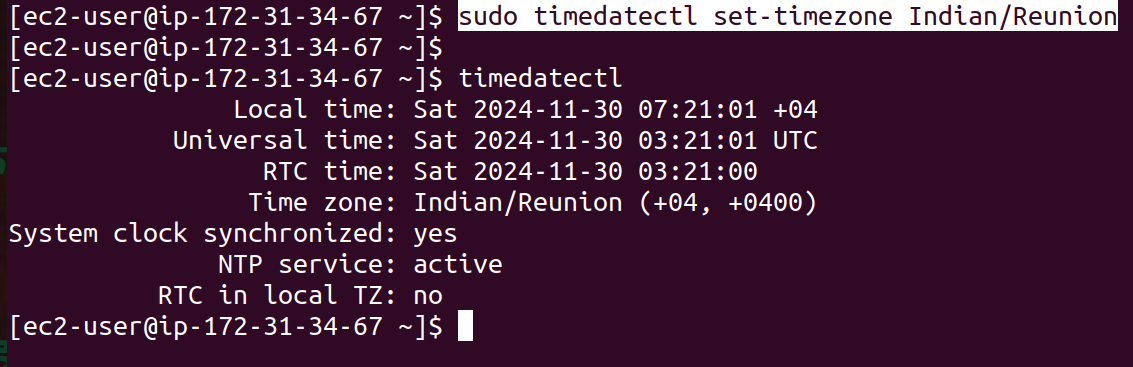 [ec2-user@ip-172-31-34-67 ~]$ sudo timedatectl set-timezone Indian/Reunion
[ec2-user@ip-172-31-34-67 ~]$
[ec2-user@ip-172-31-34-67 ~]$ timedatectl
Local time: Sat 2024-11-30 07:21:01 +04
Universal time: Sat 2024-11-30 03:21:01 UTC
RTC time: Sat 2024-11-30 03:21:00
Time zone: Indian/Reunion (+04, +0400)
System clock synchronized: yes
NTP service: active
RTC in local TZ: no
[ec2-user@ip-172-31-34-67 ~]$